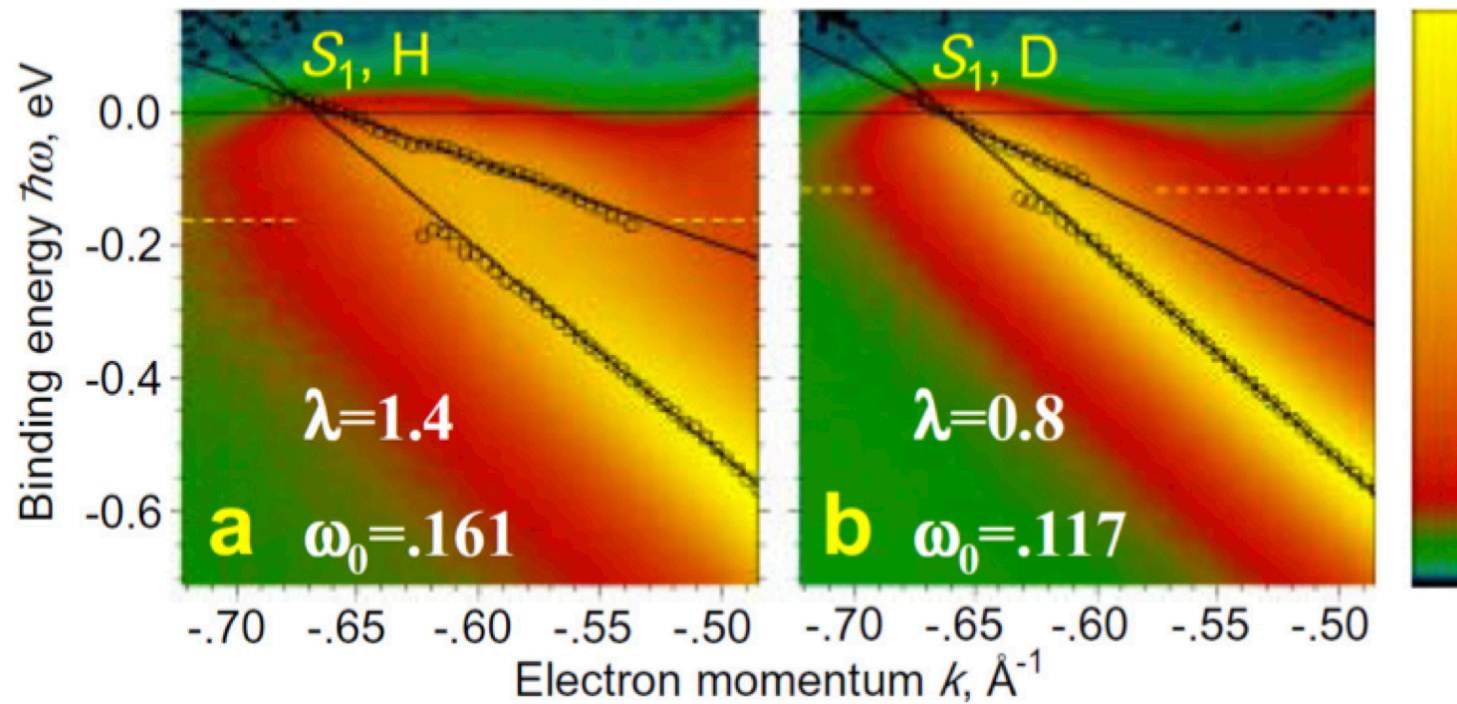 S₁, H
S₁, D
Binding energy ℏω, eV
0.0
-0.2
-0.4
-0.6
λ=1.4
λ=0.8
a
ω₀=.161
b
ω₀=.117
-.70 -.65 -.60 -.55 -.50
-.70 -.65 -.60 -.55 -.50
Electron momentum k, Å⁻¹